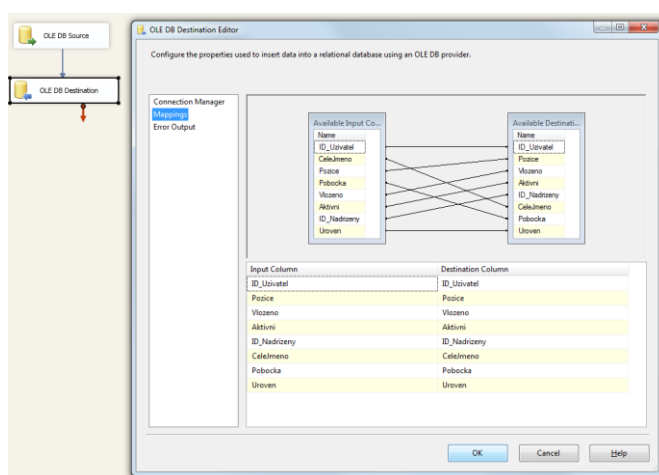 OLE DB Source
OLE DB Destination
OLE DB Destination Editor
Configure the properties used to insert data into a relational database using an OLE DB provider.
Connection Manager
Mappings
Error Output
Available Input Co...
Name
ID_Uzivatel
CeleJmeno
Pozice
Pobocka
Vlozeno
Aktivni
ID_Nadrizeny
Uroven
Available Destinati...
Name
ID_Uzivatel
Pozice
Vlozeno
Aktivni
ID_Nadrizeny
CeleJmeno
Pobocka
Uroven
Input Column Destination Column
ID_Uzivatel ID_Uzivatel
Pozice Pozice
Vlozeno Vlozeno
Aktivni Aktivni
ID_Nadrizeny ID_Nadrizeny
CeleJmeno CeleJmeno
Pobocka Pobocka
Uroven Uroven
OK Cancel Help